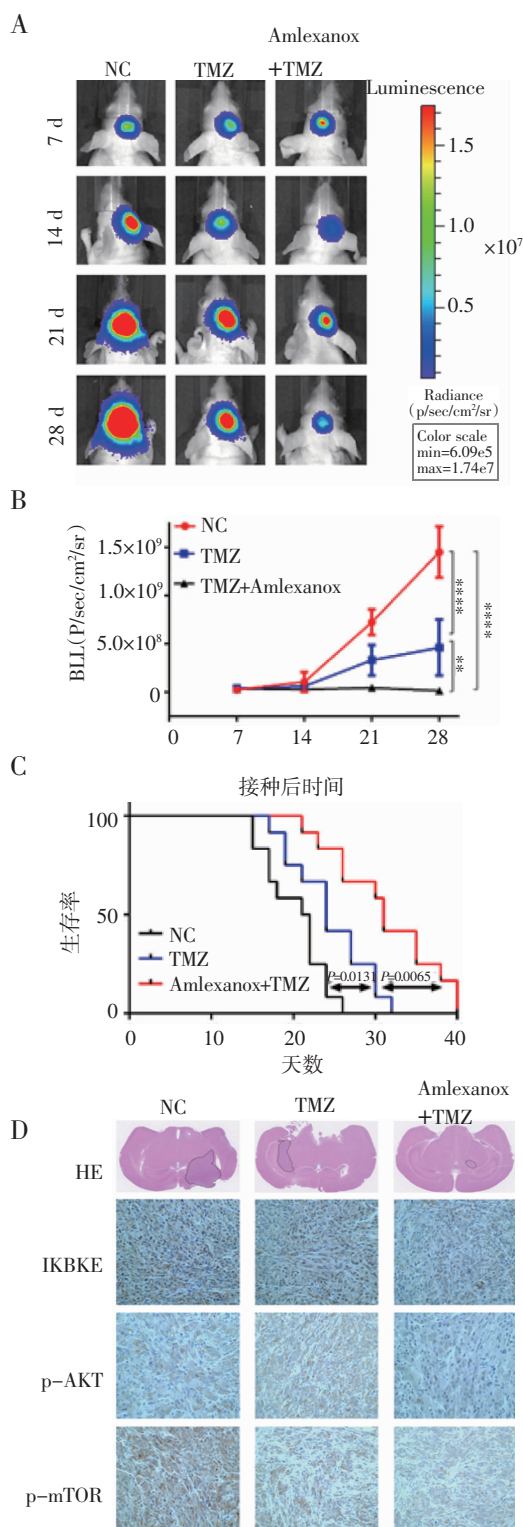 A
NC
TMZ
Amlexanox
+TMZ
Luminescence
7 d
14 d
21 d
28 d
1.5
1.0
×10⁷
0.5
Radiance
(p/sec/cm²/sr)
Color scale
min=6.09e5
max=1.74e7
B
BLL(P/sec/cm²/sr)
NC
TMZ
TMZ+Amlexanox
1.5×10⁹
1.0×10⁹
5.0×10⁸
0
****
**
****
0
7
14
21
28
接种后时间
C
生存率
100
50
0
NC
TMZ
Amlexanox+TMZ
P=0.0131
P=0.0065
0
10
20
30
40
天数
D
NC
TMZ
Amlexanox
+TMZ
HE
IKBKE
p-AKT
p-mTOR